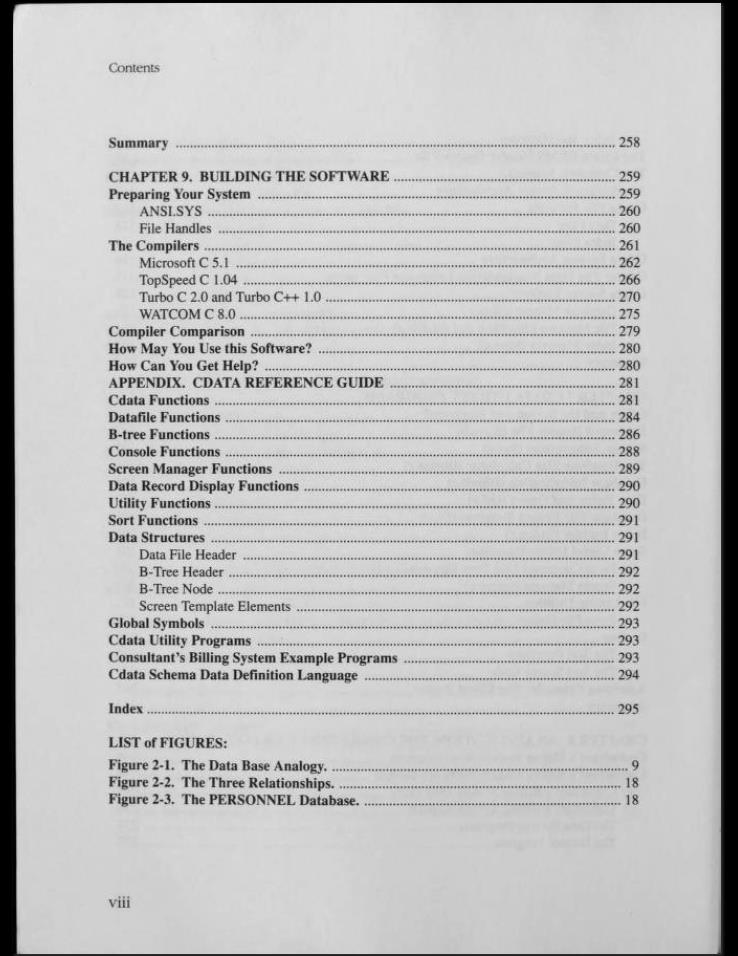 Contents
Summary ........ 258
CHAPTER 9. BUILDING THE SOFTWARE ........ 259
Preparing Your System ........ 259
ANSI.SYS ........ 260
File Handles ........ 260
The Compilers ........ 261
Microsoft C 5.1 ........ 262
TopSpeed C 1.04 ........ 266
Turbo C 2.0 and Turbo C++ 1.0 ........ 270
WATCOM C 8.0 ........ 275
Compiler Comparison ........ 279
How May You Use this Software? ........ 280
How Can You Get Help? ........ 280
APPENDIX. CDATA REFERENCE GUIDE ........ 281
Cdata Functions ........ 281
Datafile Functions ........ 284
B-tree Functions ........ 286
Console Functions ........ 288
Screen Manager Functions ........ 289
Data Record Display Functions ........ 290
Utility Functions ........ 290
Sort Functions ........ 291
Data Structures ........ 291
Data File Header ........ 291
B-Tree Header ........ 292
B-Tree Node ........ 292
Screen Template Elements ........ 292
Global Symbols ........ 293
Cdata Utility Programs ........ 293
Consultant's Billing System Example Programs ........ 293
Cdata Schema Data Definition Language ........ 294
Index ........ 295
LIST of FIGURES:
Figure 2-1. The Data Base Analogy. ........ 9
Figure 2-2. The Three Relationships. ........ 18
Figure 2-3. The PERSONNEL Database. ........ 18
viii